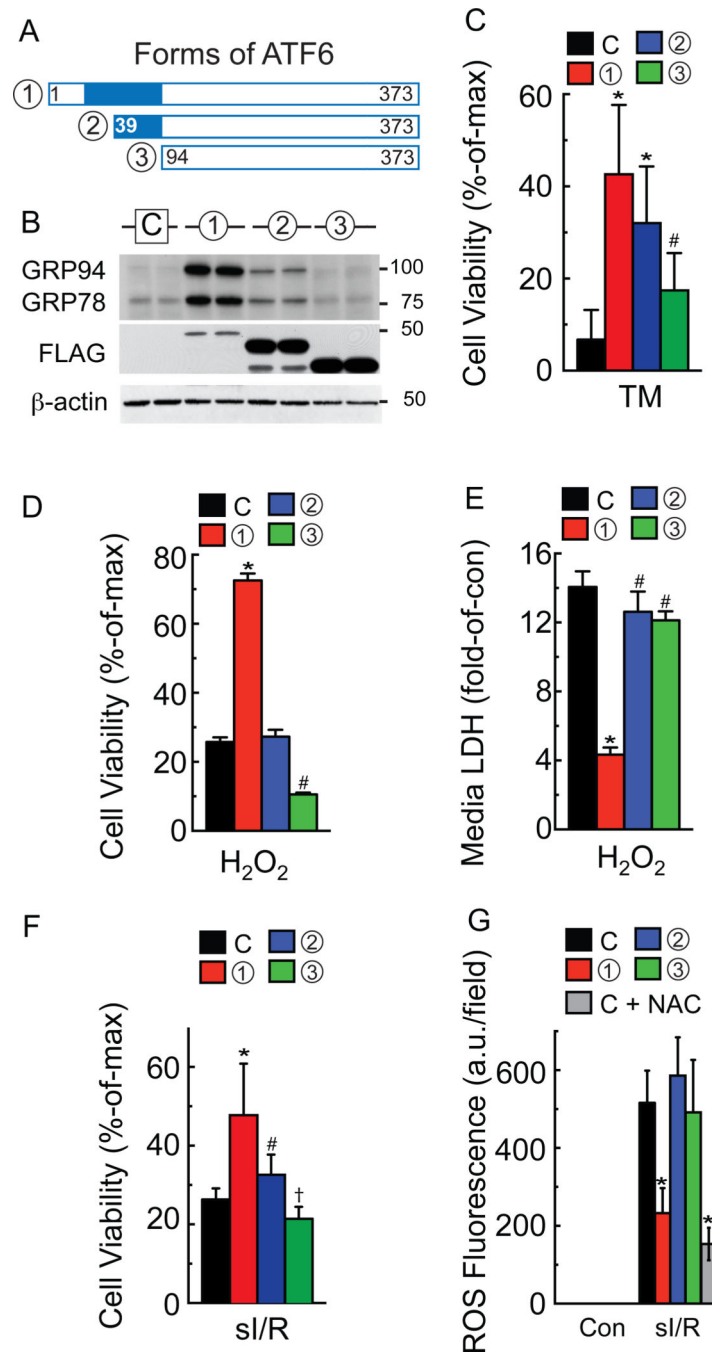 A
Forms of ATF6
① 1 373
② 39 373
③ 94 373
B
C ① ② ③
GRP94
100
GRP78
75
50
FLAG
β-actin
50
C
C ②
① ③
Cell Viability (%-of-max)
60
40
20
0
* * #
TM
D
C ②
① ③
Cell Viability (%-of-max)
80
60
40
20
0
* #
H₂O₂
E
C ②
① ③
Media LDH (fold-of-con)
16
12
8
4
0
* # #
H₂O₂
F
C ②
① ③
Cell Viability (%-of-max)
60
40
20
0
* # †
sI/R
G
C ②
① ③
C + NAC
ROS Fluorescence (a.u./field)
600
400
200
0
* *
Con sI/R